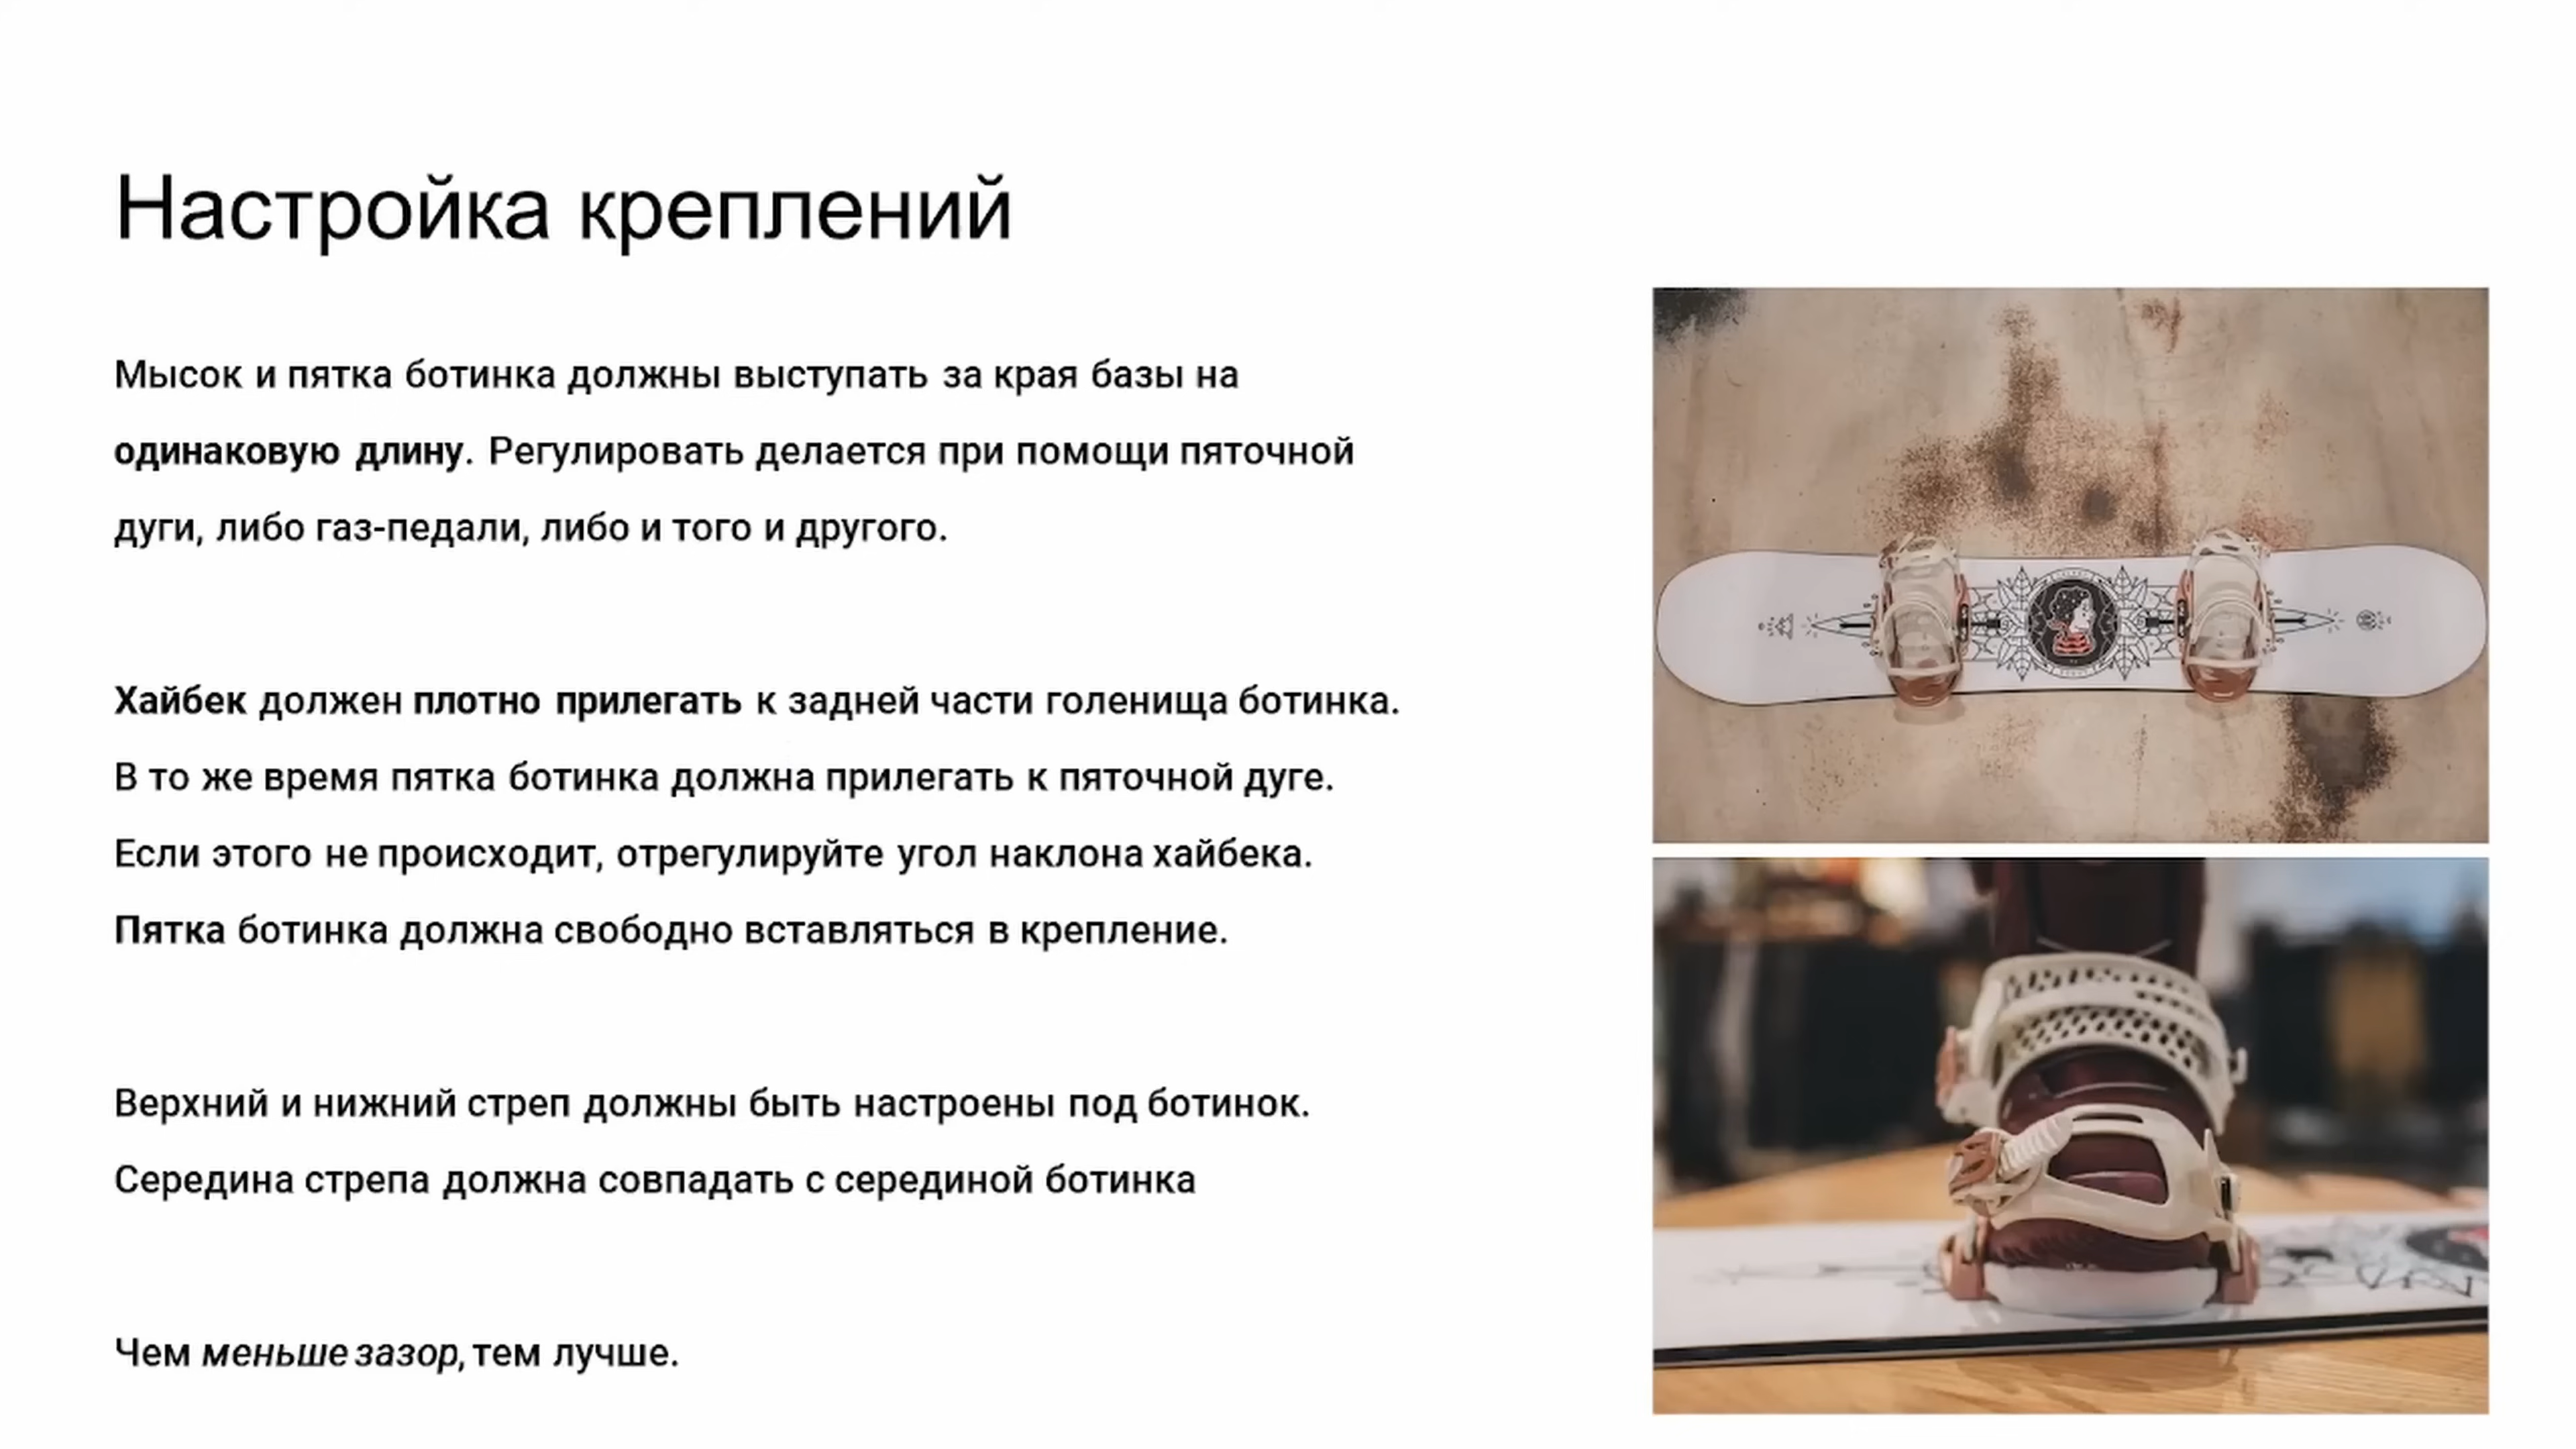 Настройка креплений
Мысок и пятка ботинка должны выступать за края базы на
одинаковую длину. Регулировать делается при помощи пяточной
дуги, либо газ-педали, либо и того и другого.
Хайбек должен плотно прилегать к задней части голенища ботинка.
В то же время пятка ботинка должна прилегать к пяточной дуге.
Если этого не происходит, отрегулируйте угол наклона хайбека.
Пятка ботинка должна свободно вставляться в крепление.
Верхний и нижний стреп должны быть настроены под ботинок.
Середина стрепа должна совпадать с серединой ботинка
Чем меньше зазор, тем лучше.